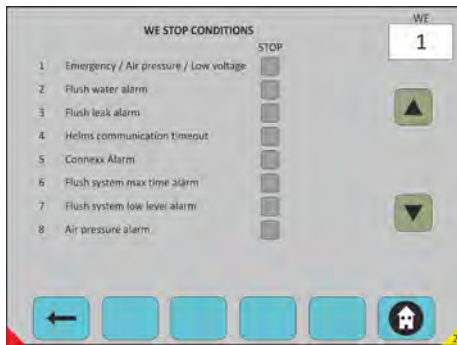 WE STOP CONDITIONS
WE
1
STOP
1 Emergency / Air pressure / Low voltage
2 Flush water alarm
3 Flush leak alarm
4 Helms communication timeout
5 Connexx Alarm
6 Flush system max time alarm
7 Flush system low level alarm
8 Air pressure alarm
2